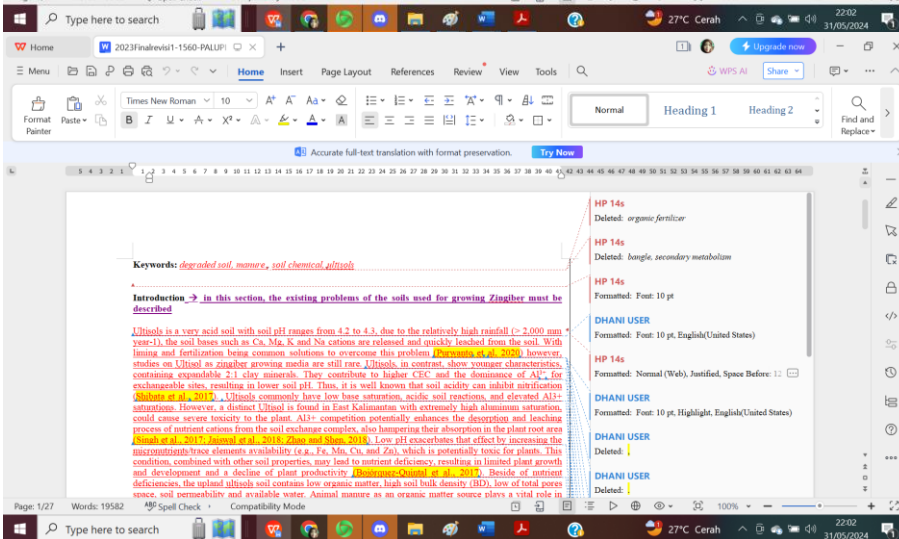 Type here to search
27°C Cerah
22:02
31/05/2024
Home
2023Finalrevisi1-1560-PALUPI
Upgrade now
Menu
Home Insert Page Layout References Review View Tools
WPS AI
Share
Format Painter
Paste
Times New Roman
10
Normal
Heading 1
Heading 2
Find and Replace
Accurate full-text translation with format preservation.
Try Now
Keywords: degraded soil, manure, soil chemical, ultisols
Introduction → in this section, the existing problems of the soils used for growing Zingiber must be
described
Ultisols is a very acid soil with soil pH ranges from 4.2 to 4.3, due to the relatively high rainfall (> 2,000 mm
year-1), the soil bases such as Ca, Mg, K and Na cations are released and quickly leached from the soil. With
liming and fertilization being common solutions to overcome this problem (Purwanto et al. 2020) however,
studies on Ultisol as zingiber growing media are still rare. Ultisols, in contrast, show younger characteristics,
containing expandable 2:1 clay minerals. They contribute to higher CEC and the dominance of Al3+ for
exchangeable sites, resulting in lower soil pH. Thus, it is well known that soil acidity can inhibit nitrification
(Shibata et al., 2017). Ultisols commonly have low base saturation, acidic soil reactions, and elevated Al3+
saturations. However, a distinct Ultisol is found in East Kalimantan with extremely high aluminum saturation,
could cause severe toxicity to the plant. Al3+ competition potentially enhances the desorption and leaching
process of nutrient cations from the soil exchange complex, also hampering their absorption in the plant root area
(Singh et al., 2017; Jaiswal et al., 2018; Zhao and Shen, 2018). Low pH exacerbates that effect by increasing the
micronutrients/trace elements availability (e.g., Fe, Mn, Cu, and Zn), which is potentially toxic for plants. This
condition, combined with other soil properties, may lead to nutrient deficiency, resulting in limited plant growth
and development and a decline of plant productivity (Bojórquez-Quintal et al., 2017). Beside of nutrient
deficiencies, the upland ultisols soil contains low organic matter, high soil bulk density (BD), low of total pores
space, soil permeability and available water. Animal manure as an organic matter source plays a vital role in
HP 14s
Deleted: organic fertilizer
HP 14s
Deleted: bangle, secondary metabolism
HP 14s
Formatted: Font: 10 pt
DHANI USER
Formatted: Font: 10 pt, English(United States)
HP 14s
Formatted: Normal (Web), Justified, Space Before: 12
DHANI USER
Formatted: Font: 10 pt, Highlight, English(United States)
DHANI USER
Deleted: ,
DHANI USER
Deleted:
Page: 1/27
Words: 19582
Spell Check
Compatibility Mode
100%
Type here to search
27°C Cerah
22:02
31/05/2024